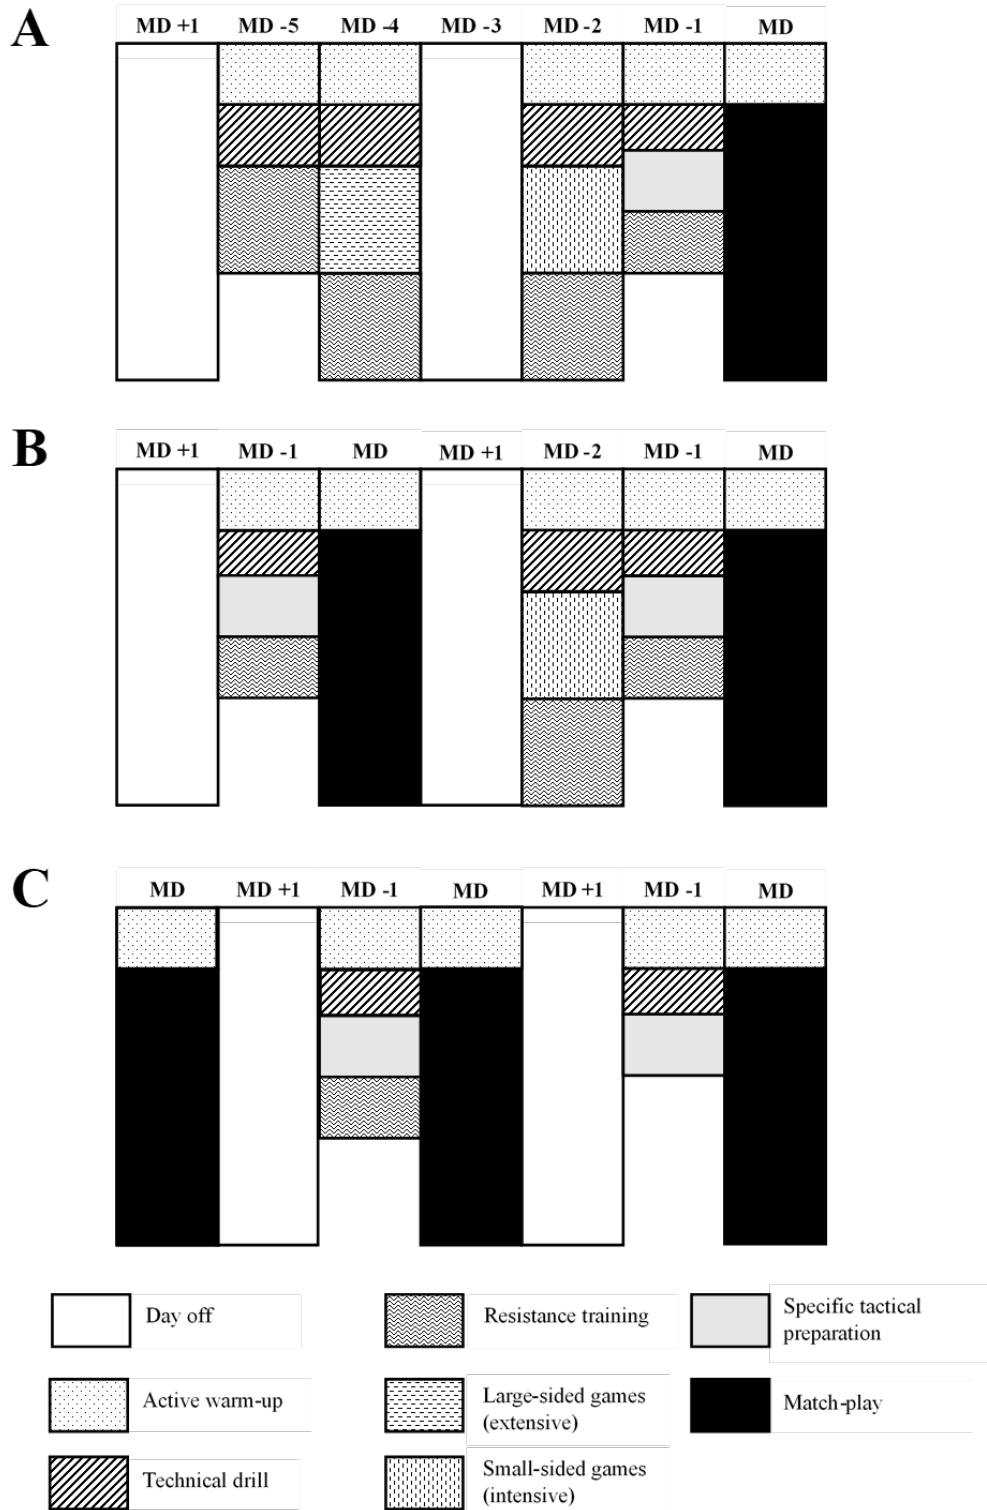 A
MD +1 MD -5 MD -4 MD -3 MD -2 MD -1 MD
B
MD +1 MD -1 MD MD +1 MD -2 MD -1 MD
C
MD MD +1 MD -1 MD MD +1 MD -1 MD
Day off
Resistance training
Specific tactical
preparation
Active warm-up
Large-sided games
(extensive)
Match-play
Technical drill
Small-sided games
(intensive)